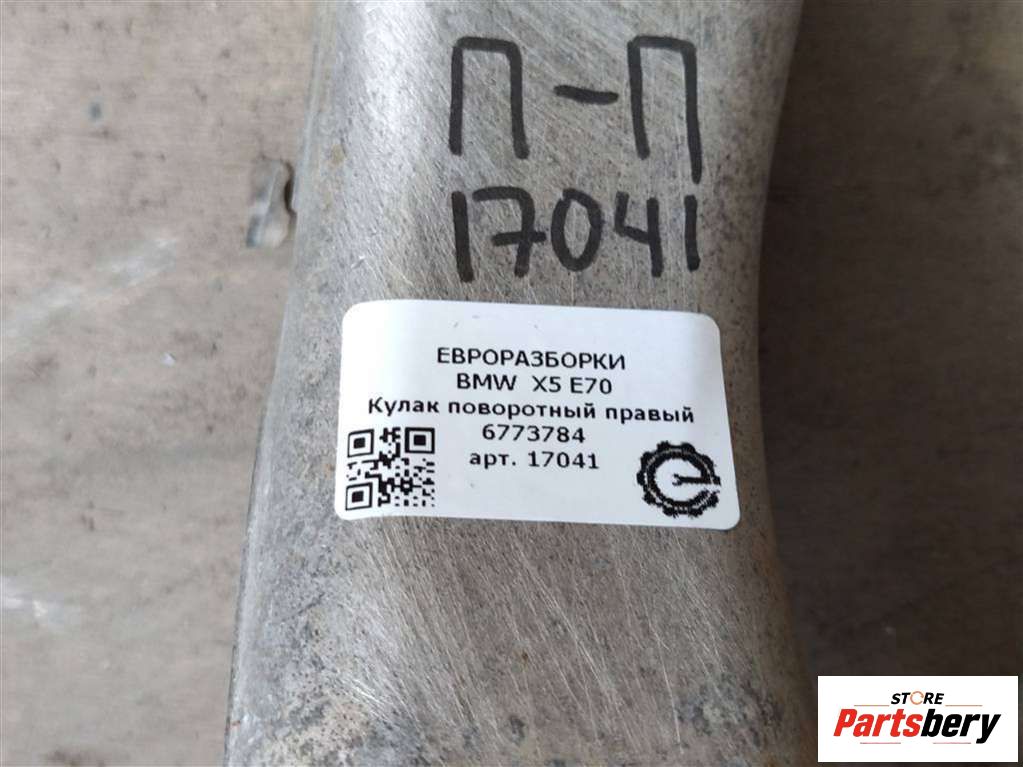 П-П
17041
ЕВРОРАЗБОРКИ
BMW X5 E70
Кулак поворотный правый
6773784
арт. 17041
STORE
Partsbery